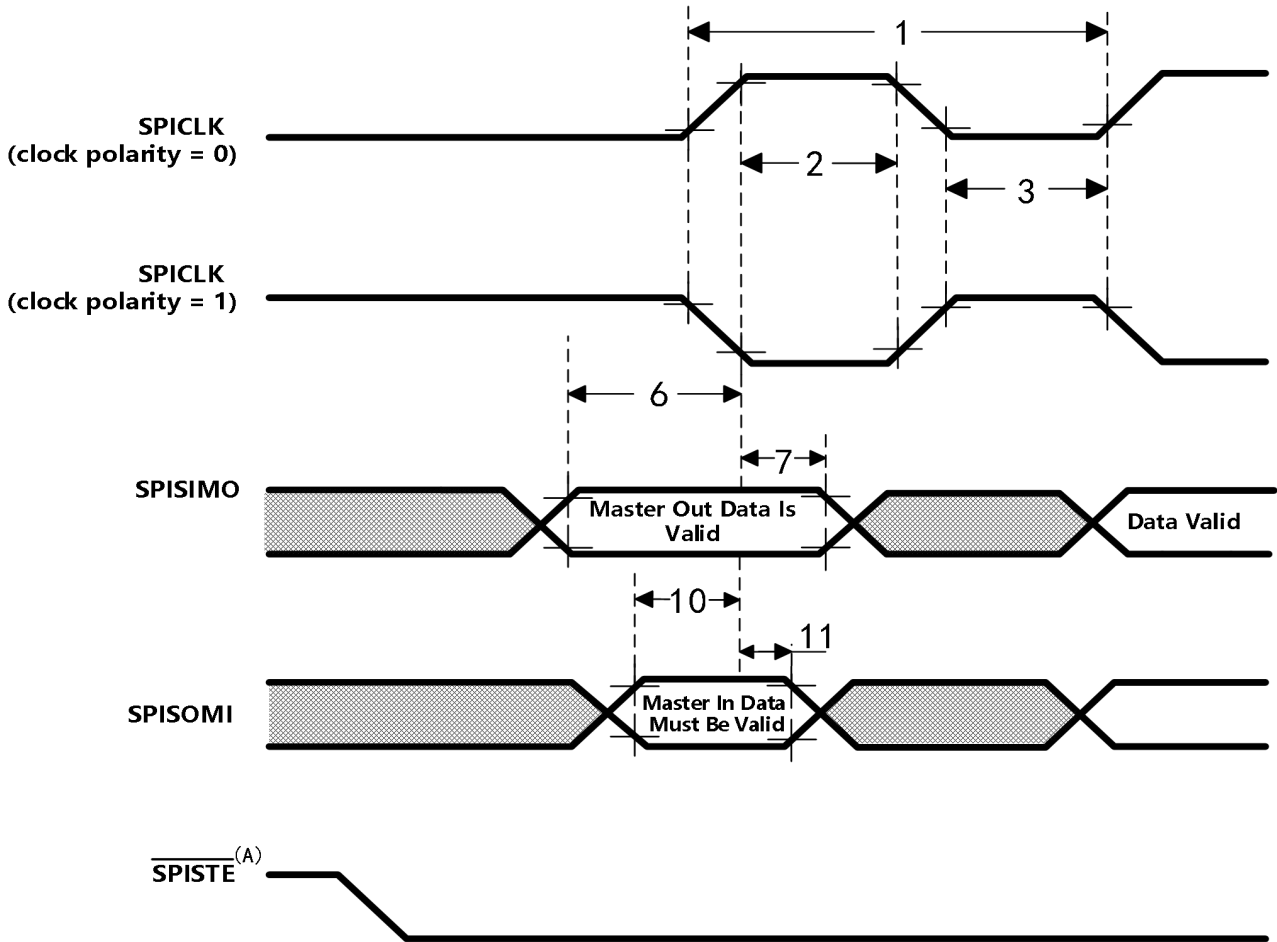 1
SPICLK
(clock polarity = 0)
2
3
SPICLK
(clock polarity = 1)
6
7
SPISIMO
Master Out Data Is
Valid
Data Valid
10
11
SPISOMI
Master In Data
Must Be Valid
SPISTE(A)